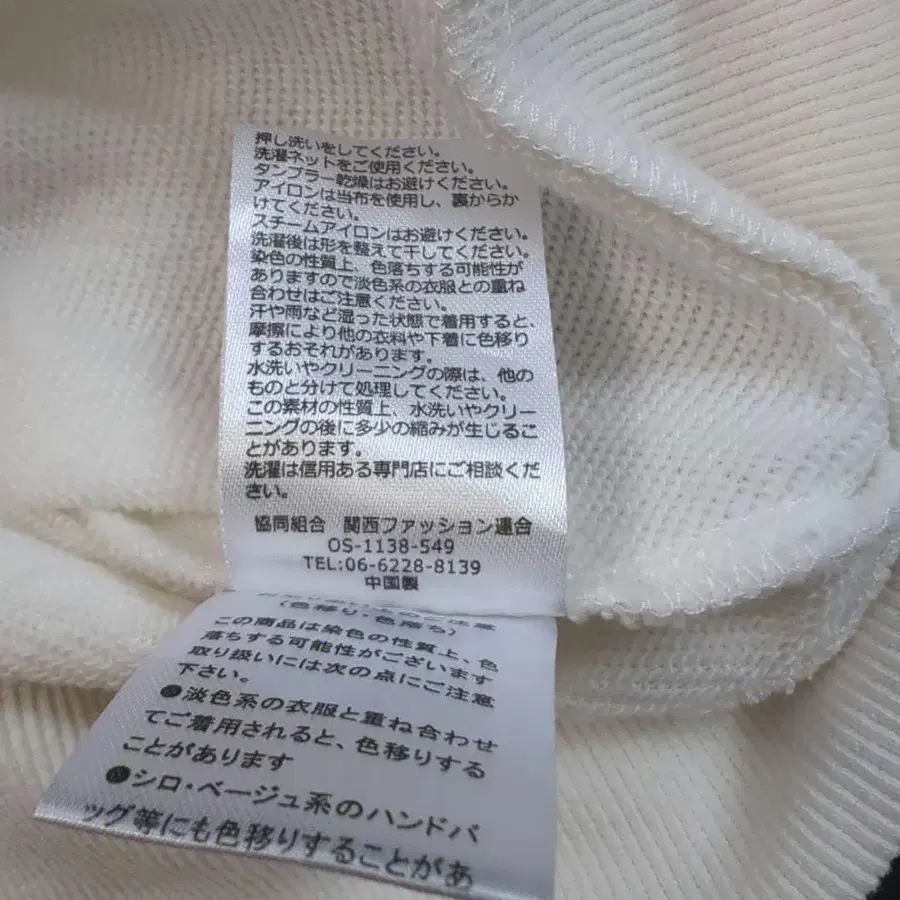 押し洗いをしてください。
洗濯ネットをご使用ください。
タンブラー乾燥はお避けください。
アイロンは当布を使用し、裏からか
けてください。
スチームアイロンはお避けください。
洗濯後は形を整えて干してください。
染色の性質上、色落ちする可能性が
ありますので淡色系の衣服との重ね
合わせはご注意ください。
汗や雨など湿った状態で着用すると、
摩擦により他の衣料や下着に色移り
するおそれがあります。
水洗いやクリーニングの際は、他の
ものと分けて処理してください。
この素材の性質上、水洗いやクリー
ニングの後に多少の縮みが生じるこ
とがあります。
洗濯は信用ある専門店にご相談くだ
さい。
協同組合 関西ファッション連合
OS-1138-549
TEL:06-6228-8139
中国製
(色移り・色落ち)
この商品は染色の性質上、色
落ちする可能性がございます
取り扱いには次の点にご注意
下さい。
●淡色系の衣服と重ね合わせ
てご着用されると、色移りする
ことがあります
●シロ・ベージュ系のハンドバ
ッグ等にも色移りすることがあ